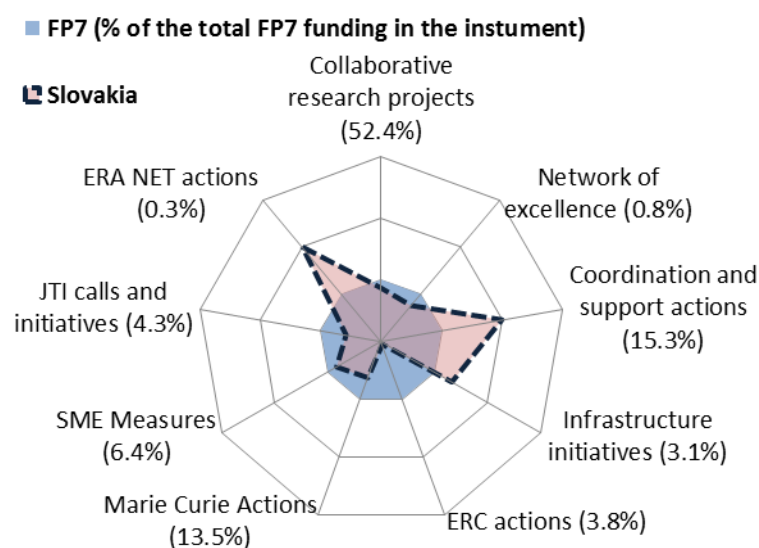 FP7 (% of the total FP7 funding in the instument)
Slovakia
Collaborative
research projects
(52.4%)
Network of
excellence (0.8%)
Coordination and
support actions
(15.3%)
Infrastructure
initiatives (3.1%)
ERC actions (3.8%)
Marie Curie Actions
(13.5%)
SME Measures
(6.4%)
JTI calls and
initiatives (4.3%)
ERA NET actions
(0.3%)